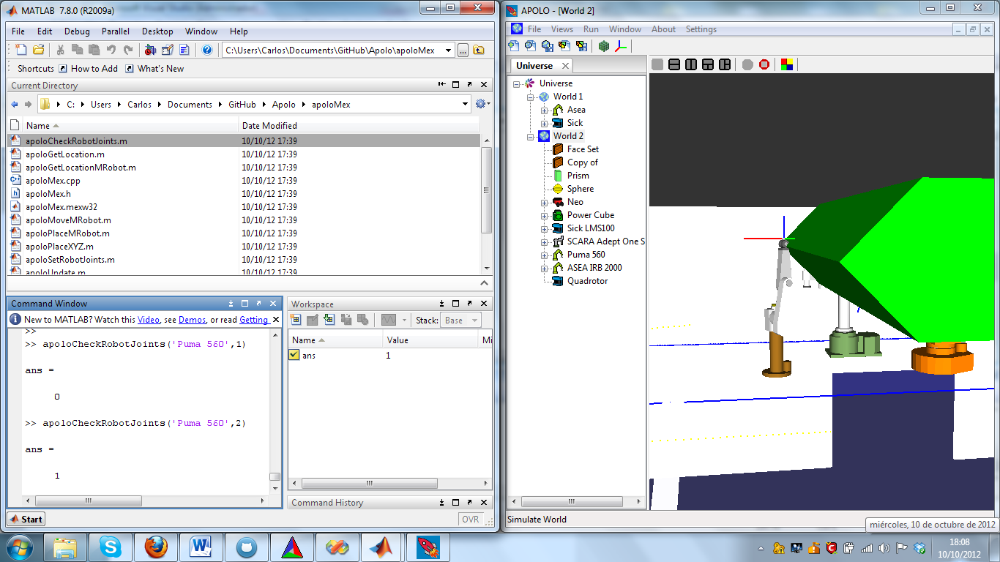 MATLAB 7.8.0 (R2009a)
File Edit Debug Parallel Desktop Window Help
C:\Users\Carlos\Documents\GitHub\Apolo\apoloMex
Shortcuts How to Add What's New
Current Directory
C: Users Carlos Documents GitHub Apolo apoloMex
Name Date Modified
apoloCheckRobotJoints.m 10/10/12 17:39
apoloGetLocation.m 10/10/12 17:39
apoloGetLocationMRobot.m 10/10/12 17:39
apoloMex.cpp 10/10/12 17:39
apoloMex.h 10/10/12 17:39
apoloMex.mexw32 10/10/12 17:39
apoloMoveMRobot.m 10/10/12 17:39
apoloPlaceMRobot.m 10/10/12 17:39
apoloPlaceXYZ.m 10/10/12 17:39
apoloSetRobotJoints.m 10/10/12 17:39
apoloUpdate.m 10/10/12 17:39
Command Window
New to MATLAB? Watch this Video, see Demos, or read Getting
>>
>> apoloCheckRobotJoints('Puma 560',1)
ans =
0
>> apoloCheckRobotJoints('Puma 560',2)
ans =
1
Workspace
Stack: Base
Name Value Mi
ans 1
Command History
Start
OVR
APOLO - [World 2]
File Views Run Window About Settings
Universe
Universe
World 1
Asea
Sick
World 2
Face Set
Copy of
Prism
Sphere
Neo
Power Cube
Sick LMS100
SCARA Adept One S
Puma 560
ASEA IRB 2000
Quadrotor
Simulate World
miércoles, 10 de octubre de 2012
18:08
10/10/2012